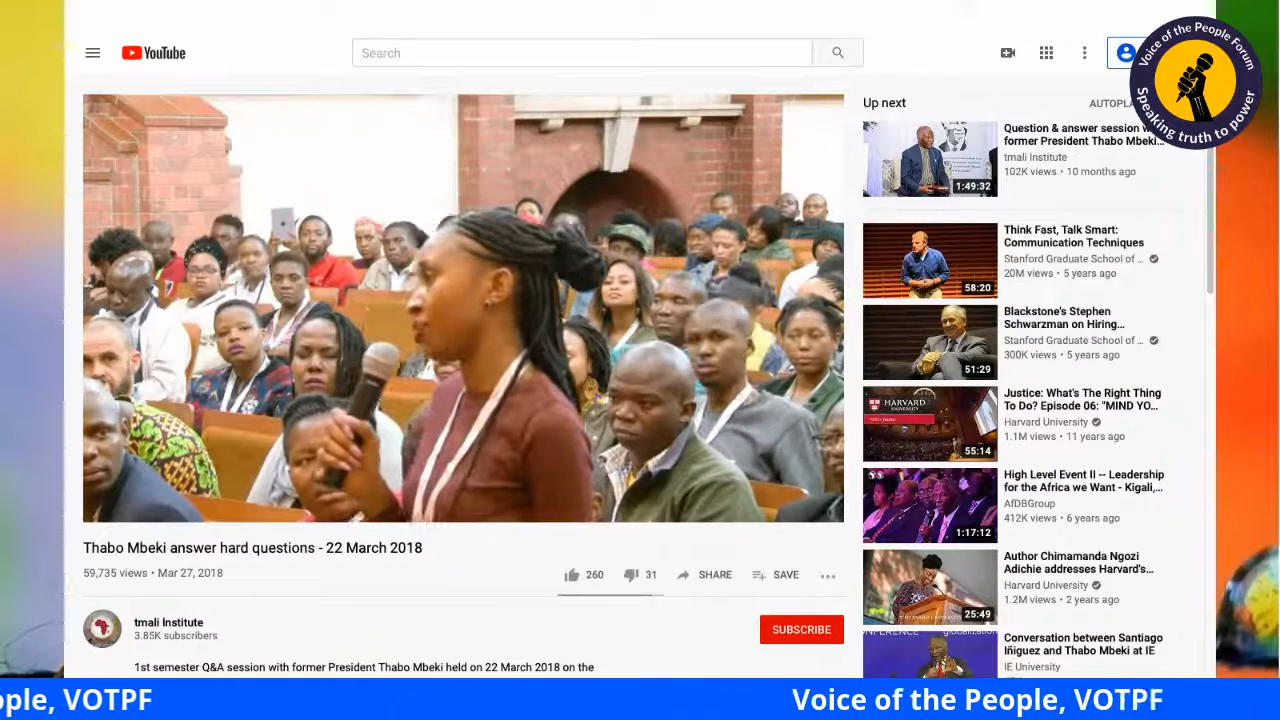 YouTube
Search
Voice of the People Forum
Speaking truth to power
Up next
AUTOPLA
Question & answer session w
former President Thabo Mbeki...
tmali Institute
102K views • 10 months ago
1:49:32
Think Fast, Talk Smart:
Communication Techniques
Stanford Graduate School of ...
20M views • 5 years ago
58:20
Blackstone's Stephen
Schwarzman on Hiring...
Stanford Graduate School of ...
300K views • 5 years ago
51:29
HARVARD
UNIVERSITY
Justice: What's The Right Thing
To Do? Episode 06: "MIND YO...
Harvard University
1.1M views • 11 years ago
55:14
High Level Event II -- Leadership
for the Africa we Want - Kigali,...
AfDBGroup
412K views • 6 years ago
1:17:12
Author Chimamanda Ngozi
Adichie addresses Harvard's...
Harvard University
1.2M views • 2 years ago
25:49
Conversation between Santiago
Iñiguez and Thabo Mbeki at IE
IE University
Thabo Mbeki answer hard questions - 22 March 2018
59,735 views • Mar 27, 2018
260
31
SHARE
SAVE
tmali Institute
3.85K subscribers
SUBSCRIBE
1st semester Q&A session with former President Thabo Mbeki held on 22 March 2018 on the
ople, VOTPF
Voice of the People, VOTPF